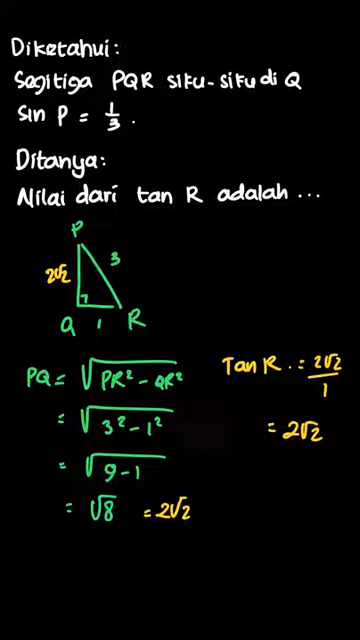 Diketahui:
Segitiga PQR siku-siku di Q
sin P = 1/3.
Ditanya:
Nilai dari tan R adalah ...
P
2√2
3
Q
1
R
PQ = √(PR² - QR²)
= √(3² - 1²)
= √(9 - 1)
= √8 = 2√2
Tan R. := 2√2/1
= 2√2